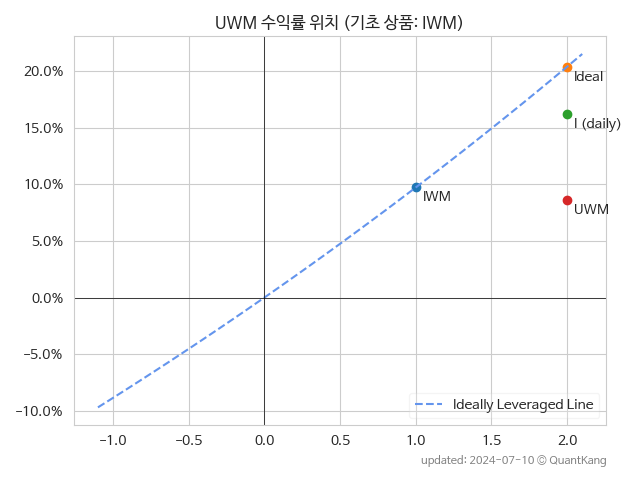 UWM 수익률 위치 (기초 상품: IWM)
20.0%
15.0%
10.0%
5.0%
0.0%
−5.0%
−10.0%
Ideal
I (daily)
IWM
UWM
Ideally Leveraged Line
−1.0 −0.5 0.0 0.5 1.0 1.5 2.0
updated: 2024-07-10 © QuantKang